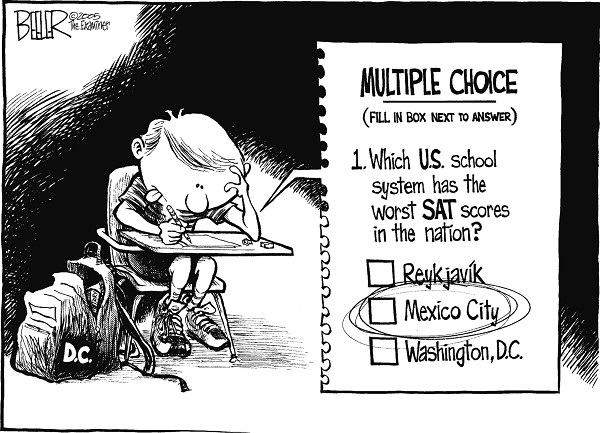 BEELER
©2005
The Examiner
MULTIPLE CHOICE
(FILL IN BOX NEXT TO ANSWER)
1. Which U.S. school
system has the
worst SAT scores
in the nation?
Reykjavík
Mexico City
Washington, D.C.
D.C.